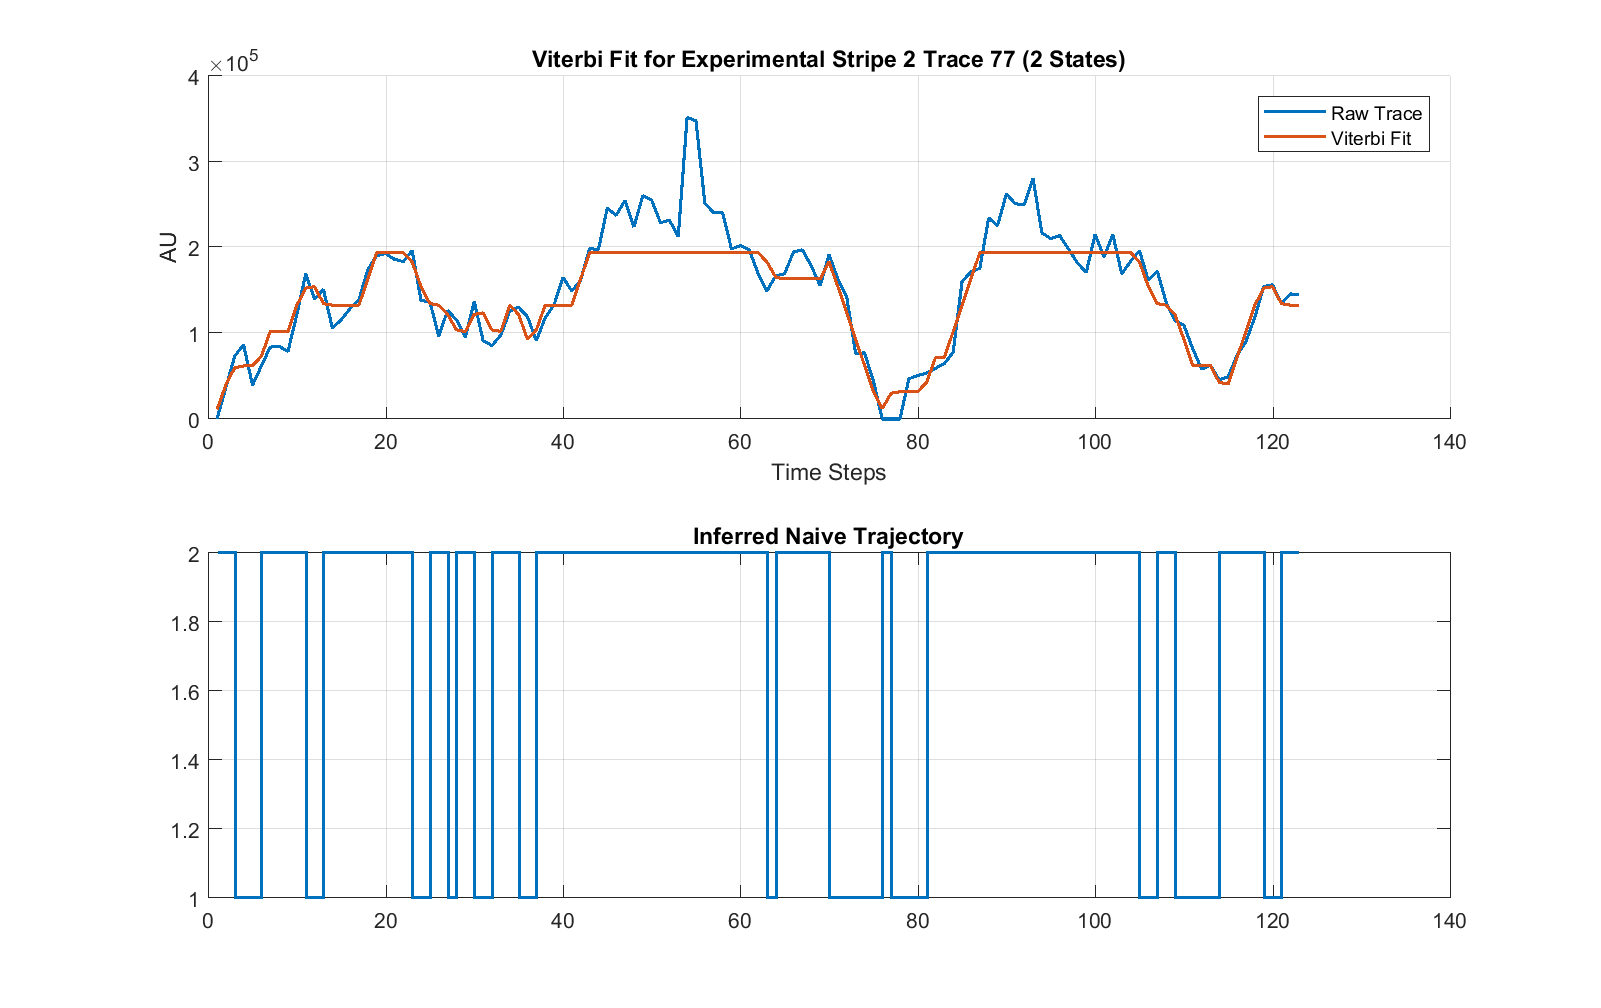 Viterbi Fit for Experimental Stripe 2 Trace 77 (2 States)
×10^5
4
3
2
1
0
AU
Raw Trace
Viterbi Fit
0 20 40 60 80 100 120 140
Time Steps
Inferred Naive Trajectory
2
1.8
1.6
1.4
1.2
1
0 20 40 60 80 100 120 140